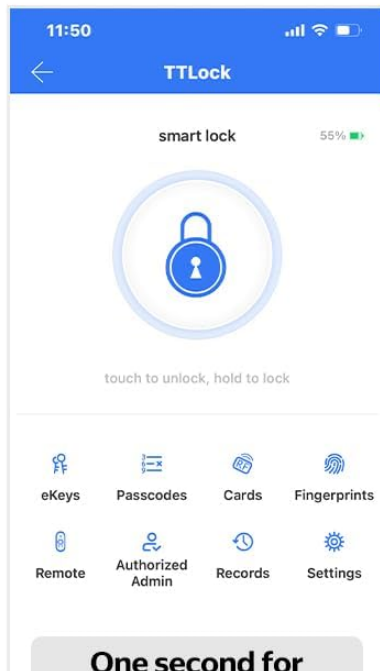 11:50
TTLock
smart lock 55%
touch to unlock, hold to lock
eKeys Passcodes Cards Fingerprints
Remote Authorized Admin Records Settings
One second for